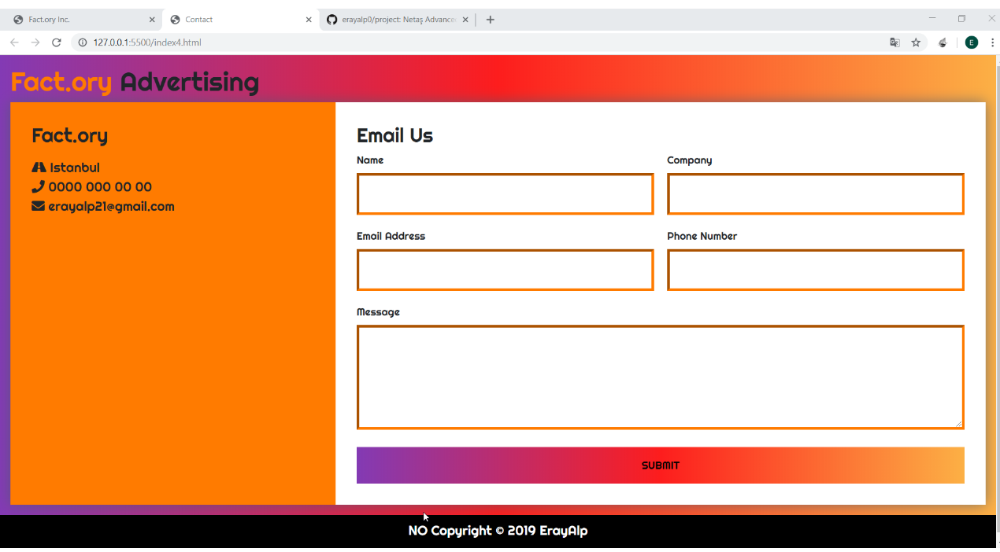 Fact.ory Inc.
Contact
erayalp0/project: Netaş Advance
127.0.0.1:5500/index4.html
E
Fact.ory Advertising
Fact.ory
Istanbul
0000 000 00 00
erayalp21@gmail.com
Email Us
Name
Company
Email Address
Phone Number
Message
SUBMIT
NO Copyright © 2019 ErayAlp